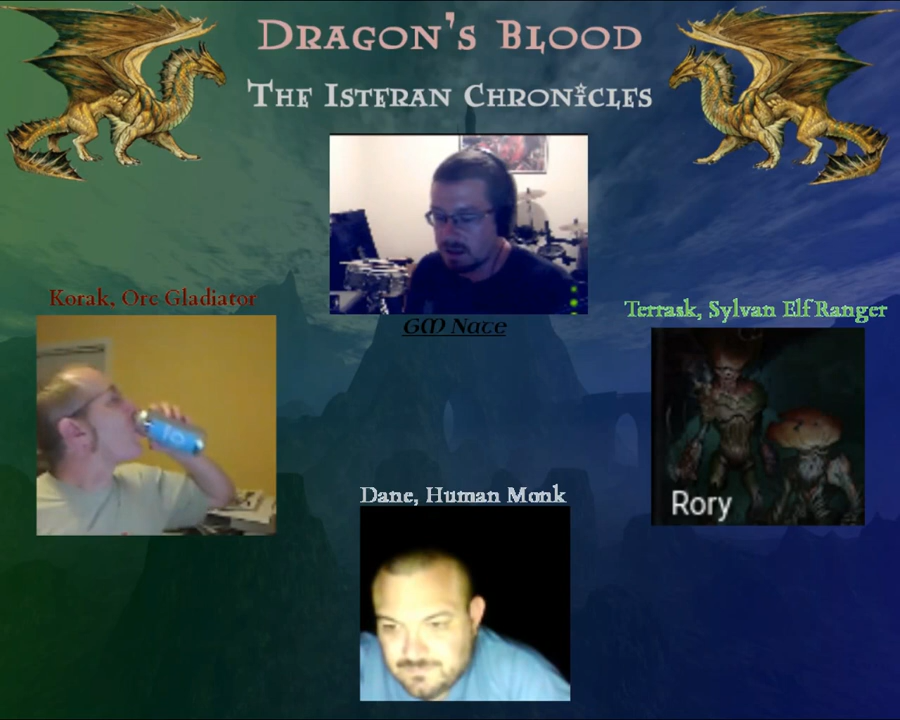 Dragon's Blood
The Isteran Chronicles
GM Nate
Korak, Orc Gladiator
Terrask, Sylvan Elf Ranger
Rory
Dane, Human Monk